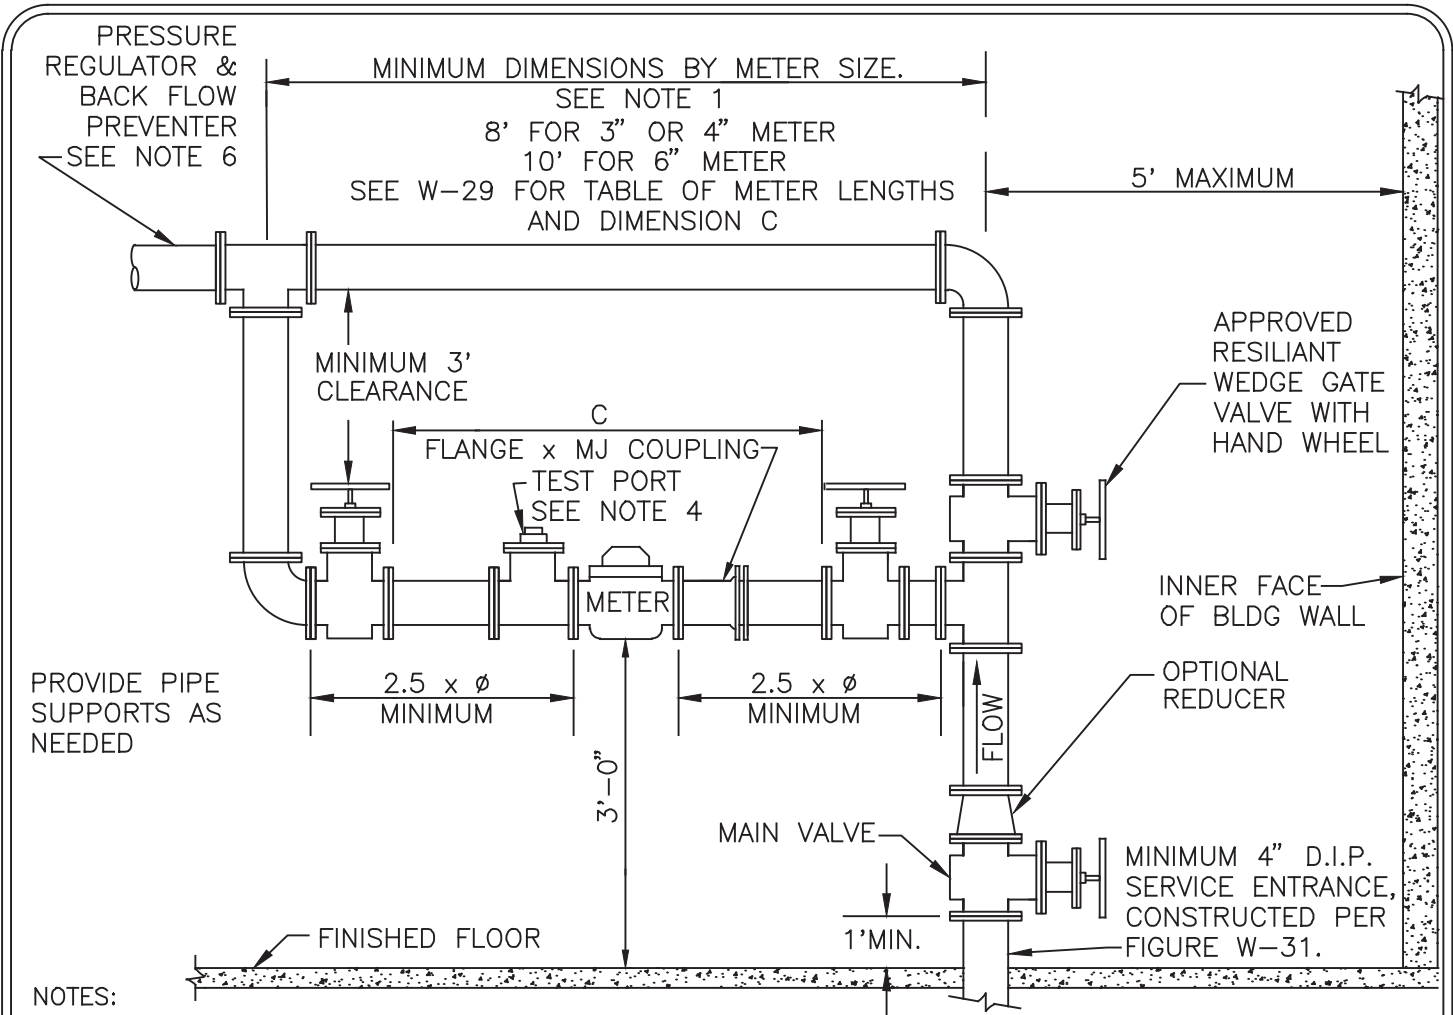 PRESSURE
REGULATOR &
BACK FLOW
PREVENTER
SEE NOTE 6
MINIMUM DIMENSIONS BY METER SIZE.
SEE NOTE 1
8' FOR 3" OR 4" METER
10' FOR 6" METER
SEE W-29 FOR TABLE OF METER LENGTHS
AND DIMENSION C
5' MAXIMUM
MINIMUM 3'
CLEARANCE
APPROVED
RESILIANT
WEDGE GATE
VALVE WITH
HAND WHEEL
C
FLANGE x MJ COUPLING
TEST PORT
SEE NOTE 4
METER
INNER FACE
OF BLDG WALL
PROVIDE PIPE
SUPPORTS AS
NEEDED
2.5 x ø
MINIMUM
2.5 x ø
MINIMUM
FLOW
OPTIONAL
REDUCER
3'-0"
MAIN VALVE
MINIMUM 4" D.I.P.
SERVICE ENTRANCE,
CONSTRUCTED PER
FIGURE W-31.
1'MIN.
FINISHED FLOOR
NOTES: